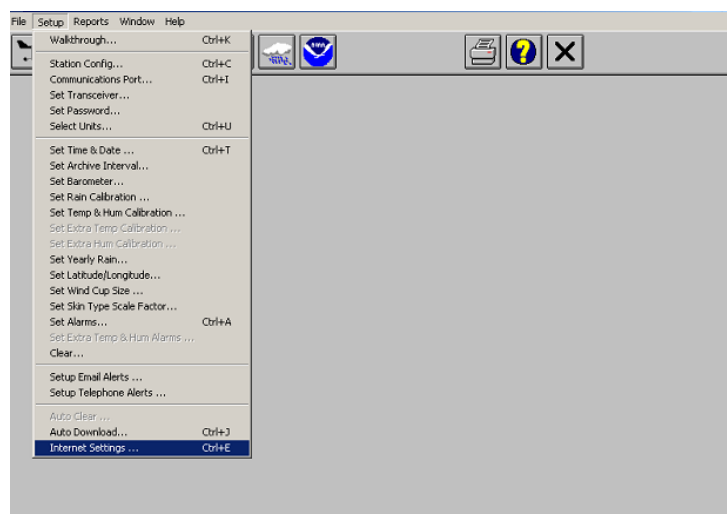 File Setup Reports Window Help
Walkthrough... Ctrl+K
Station Config... Ctrl+C
Communications Port... Ctrl+I
Set Transceiver...
Set Password...
Select Units... Ctrl+U
Set Time & Date ... Ctrl+T
Set Archive Interval...
Set Barometer...
Set Rain Calibration ...
Set Temp & Hum Calibration ...
Set Extra Temp Calibration ...
Set Extra Hum Calibration ...
Set Yearly Rain...
Set Latitude/Longitude...
Set Wind Cup Size ...
Set Skin Type Scale Factor...
Set Alarms... Ctrl+A
Set Extra Temp & Hum Alarms ...
Clear...
Setup Email Alerts ...
Setup Telephone Alerts ...
Auto Clear ...
Auto Download... Ctrl+J
Internet Settings ... Ctrl+E